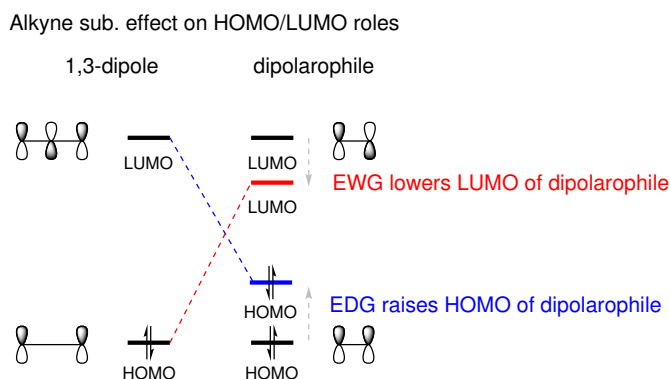 Alkyne sub. effect on HOMO/LUMO roles
1,3-dipole dipolarophile
LUMO LUMO
LUMO
EWG lowers LUMO of dipolarophile
HOMO
EDG raises HOMO of dipolarophile
HOMO HOMO